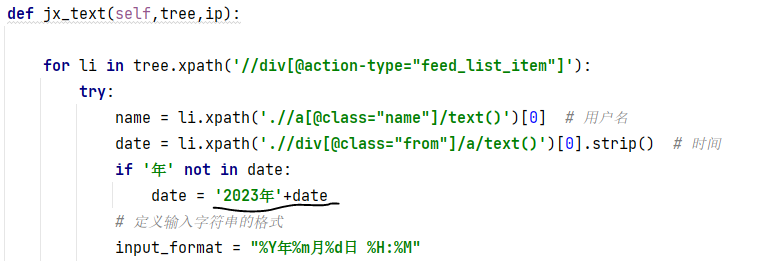 def jx_text(self,tree,ip):
for li in tree.xpath('//div[@action-type="feed_list_item"]'):
try:
name = li.xpath('.//a[@class="name"]/text()')[0]  # 用户名
date = li.xpath('.//div[@class="from"]/a/text()')[0].strip()  # 时间
if '年' not in date:
date = '2023年'+date
# 定义输入字符串的格式
input_format = "%Y年%m月%d日 %H:%M"